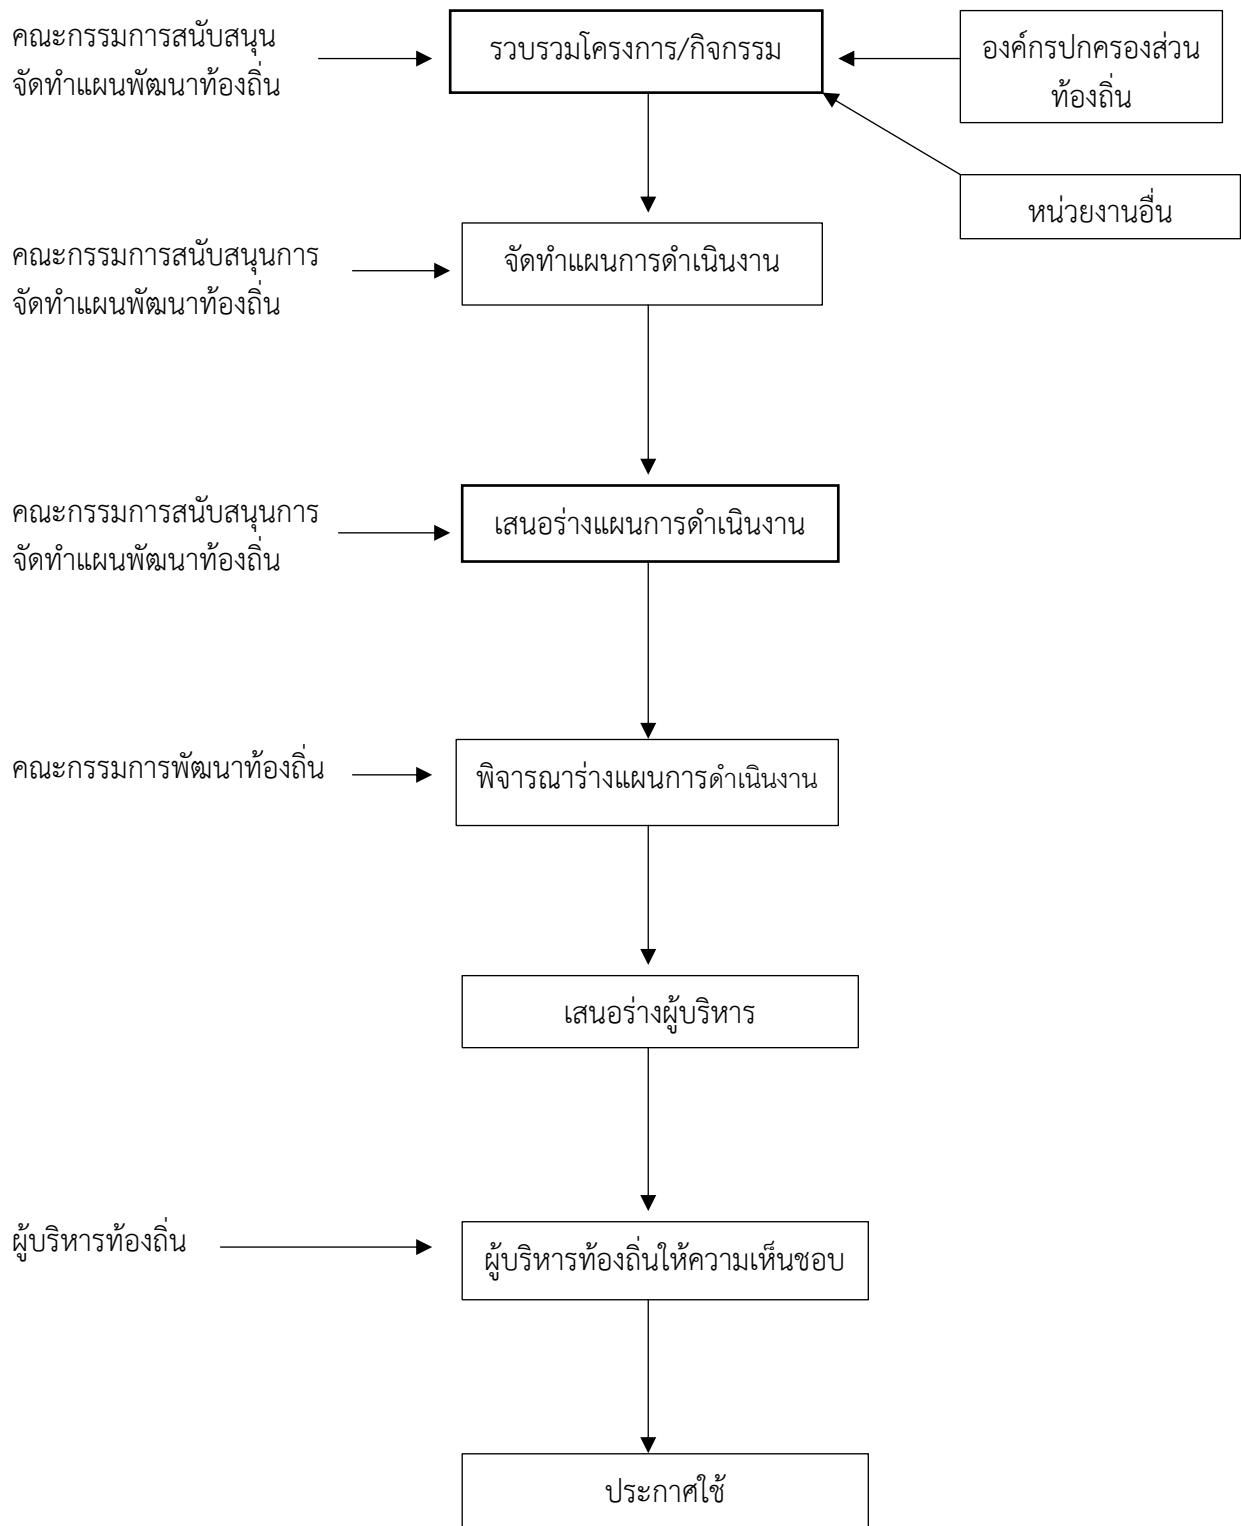 คณะกรรมการสนับสนุน
จัดทำแผนพัฒนาท้องถิ่น
รวบรวมโครงการ/กิจกรรม
องค์กรปกครองส่วน
ท้องถิ่น
หน่วยงานอื่น
คณะกรรมการสนับสนุนการ
จัดทำแผนพัฒนาท้องถิ่น
จัดทำแผนการดำเนินงาน
คณะกรรมการสนับสนุนการ
จัดทำแผนพัฒนาท้องถิ่น
เสนอร่างแผนการดำเนินงาน
คณะกรรมการพัฒนาท้องถิ่น
พิจารณาร่างแผนการดำเนินงาน
เสนอร่างผู้บริหาร
ผู้บริหารท้องถิ่น
ผู้บริหารท้องถิ่นให้ความเห็นชอบ
ประกาศใช้